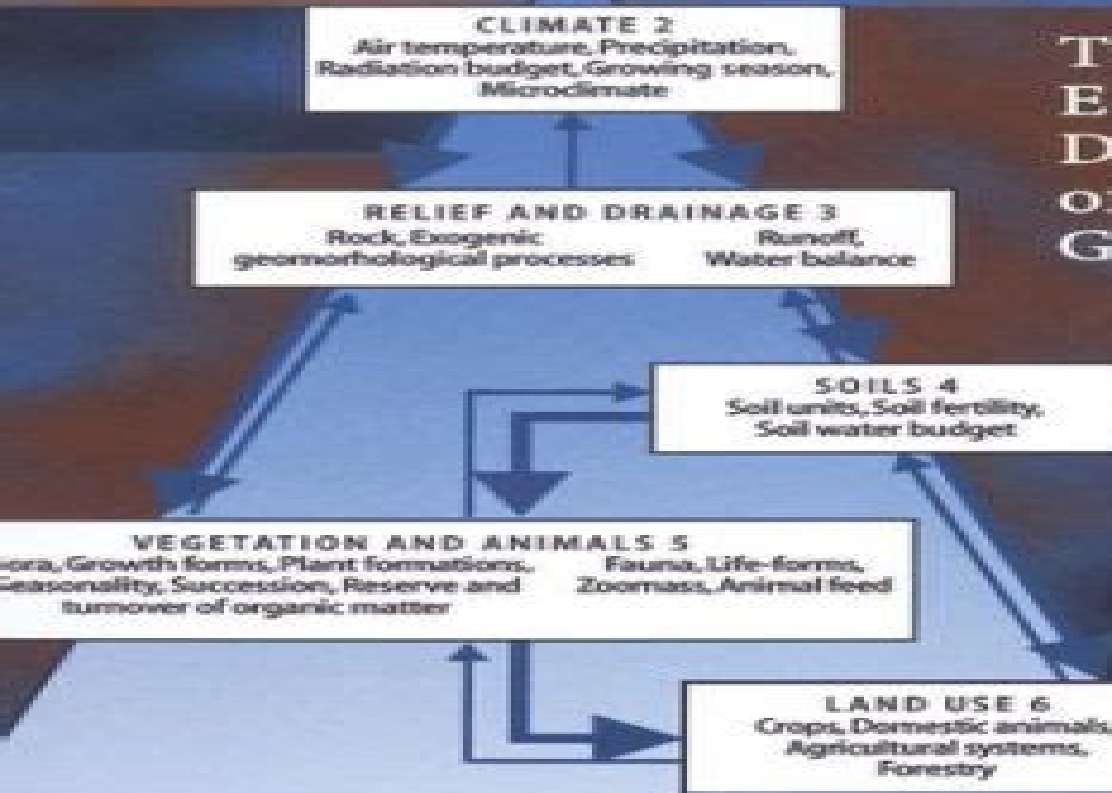 CLIMATE 2
Air temperature, Precipitation,
Radiation budget, Growing season,
Microclimate
T
E
D
G
RELIEF AND DRAINAGE 3
Rock, Exogenic
geomorhological processes
Runoff,
Water balance
SOILS 4
Soil units, Soil fertility,
Soil water budget
VEGETATION AND ANIMALS 5
Growth forms, Plant formations,
Seasonality, Succession, Reserve and
turnover of organic matter
Fauna, Life-forms,
Zoomass, Animal feed
LAND USE 6
Crops, Domestic animals,
Agricultural systems,
Forestry